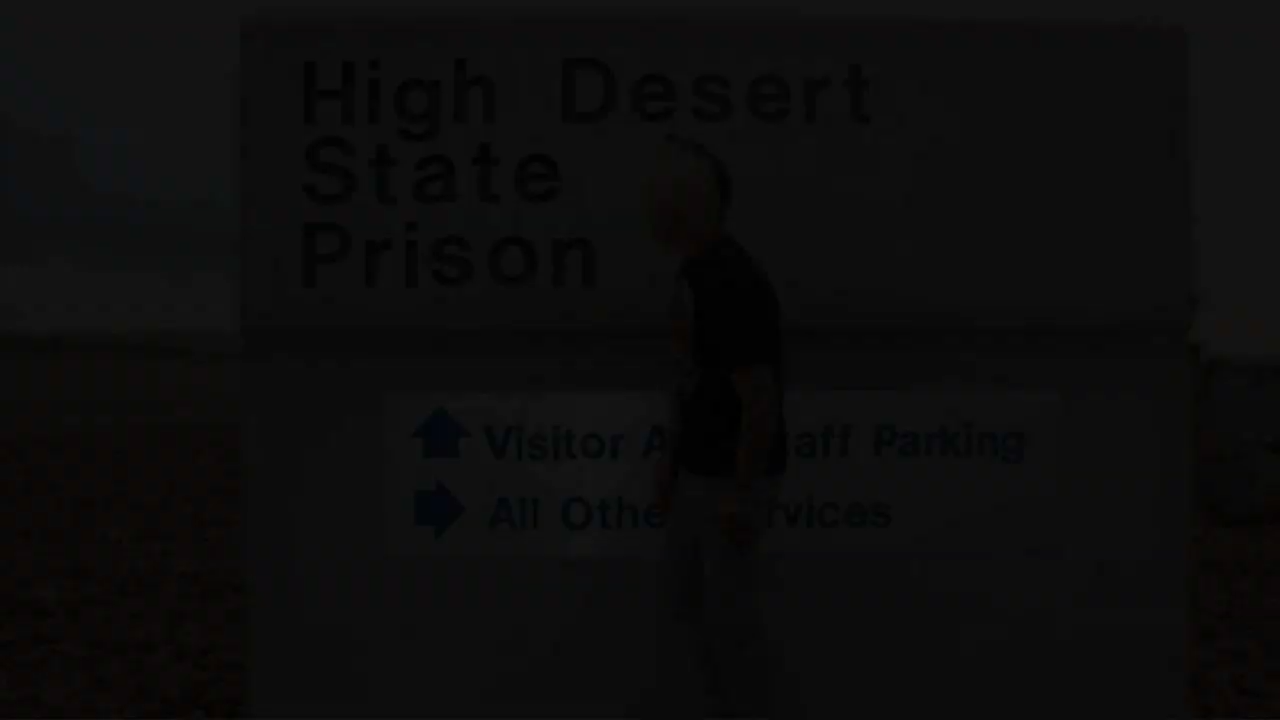 High Desert
State
Prison
Visitor A aff Parking
All Othe rvices